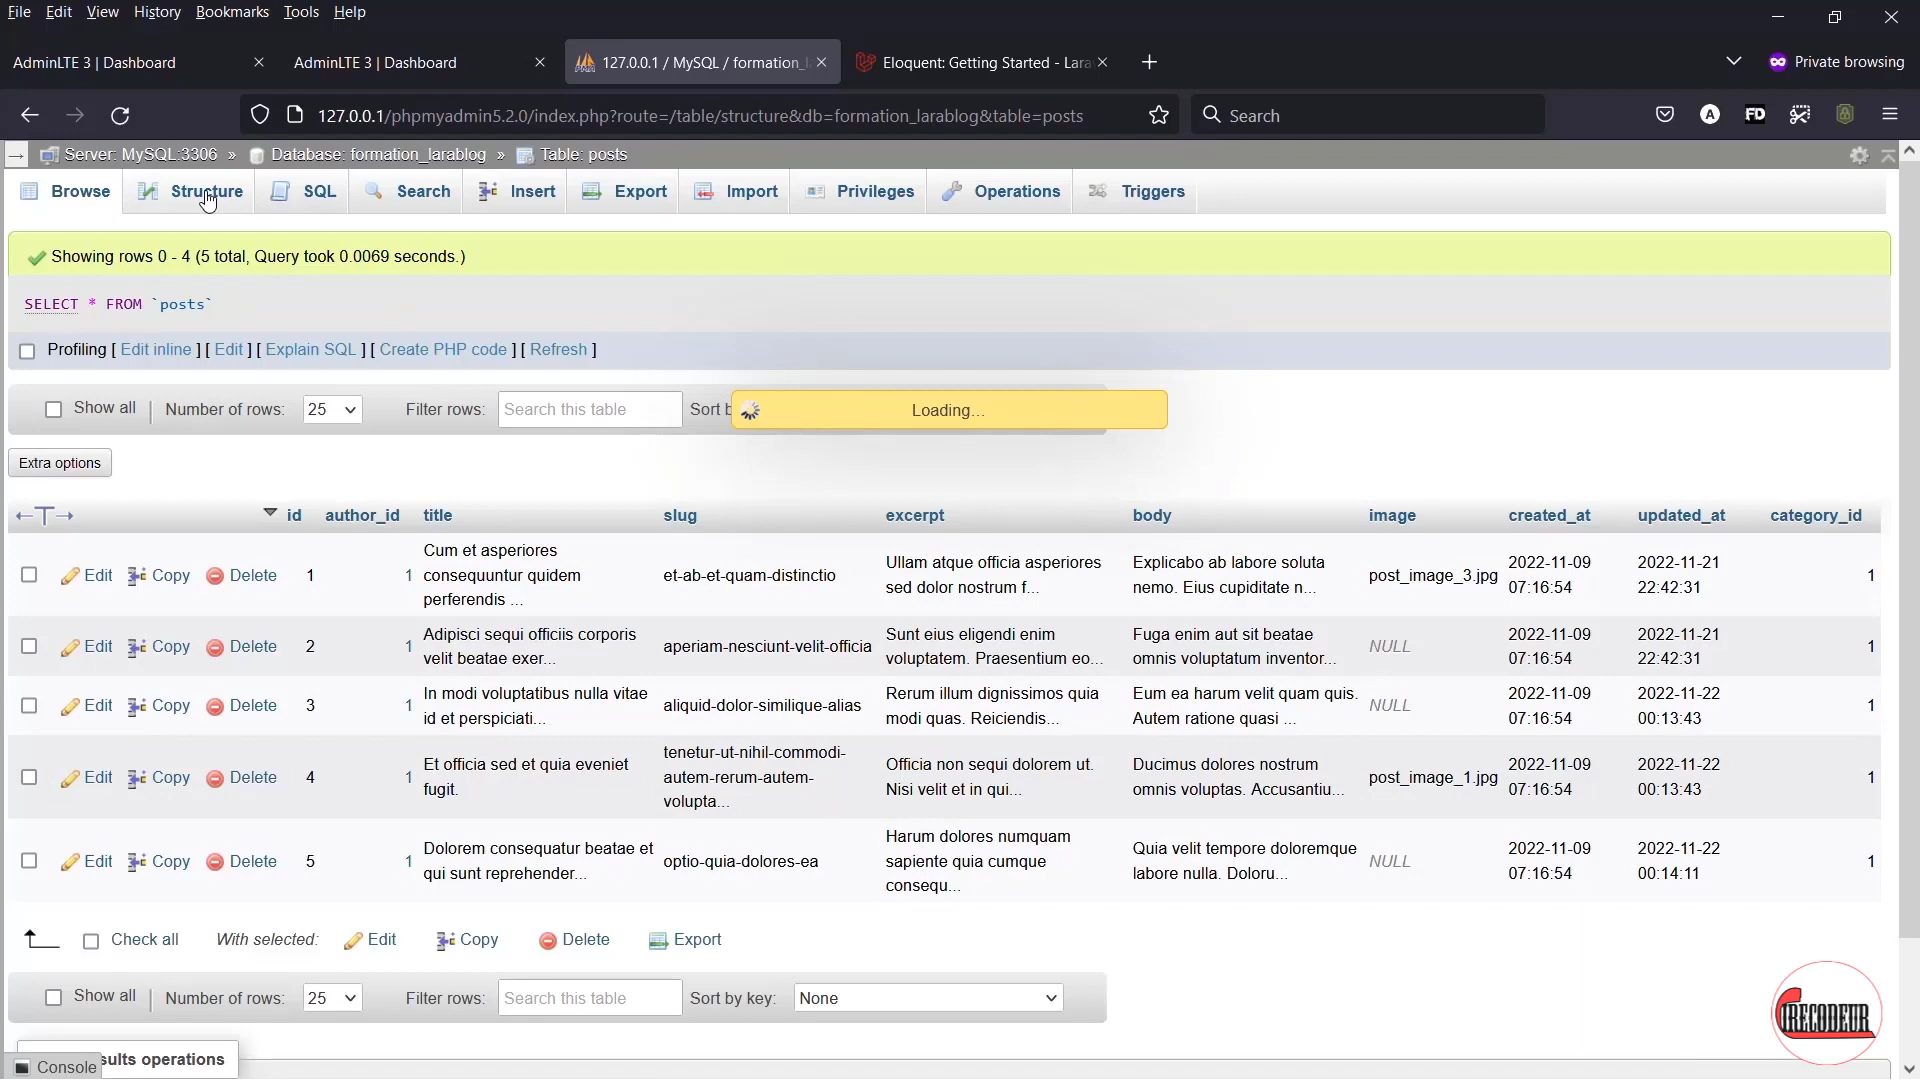 File Edit View History Bookmarks Tools Help
AdminLTE 3 | Dashboard AdminLTE 3 | Dashboard 127.0.0.1 / MySQL / formation_l Eloquent: Getting Started - Lara Private browsing
127.0.0.1/phpmyadmin5.2.0/index.php?route=/table/structure&db=formation_larablog&table=posts Search
Server: MySQL:3306 » Database: formation_larablog » Table: posts
Browse Structure SQL Search Insert Export Import Privileges Operations Triggers
Showing rows 0 - 4 (5 total, Query took 0.0069 seconds.)
SELECT * FROM `posts`
Profiling [ Edit inline ] [ Edit ] [ Explain SQL ] [ Create PHP code ] [ Refresh ]
Show all | Number of rows: 25 Filter rows: Search this table Sort b Loading...
Extra options
id author_id title slug excerpt body image created_at updated_at category_id
Cum et asperiores
consequuntur quidem
perferendis ...
Edit Copy Delete 1 1 et-ab-et-quam-distinctio
Ullam atque officia asperiores
sed dolor nostrum f...
Explicabo ab labore soluta
nemo. Eius cupiditate n...
post_image_3.jpg
2022-11-09
07:16:54
2022-11-21
22:42:31
1
Edit Copy Delete 2 1
Adipisci sequi officiis corporis
velit beatae exer...
aperiam-nesciunt-velit-officia
Sunt eius eligendi enim
voluptatem. Praesentium eo...
Fuga enim aut sit beatae
omnis voluptatum inventor...
NULL
2022-11-09
07:16:54
2022-11-21
22:42:31
1
Edit Copy Delete 3 1
In modi voluptatibus nulla vitae
id et perspiciati...
aliquid-dolor-similique-alias
Rerum illum dignissimos quia
modi quas. Reiciendis...
Eum ea harum velit quam quis.
Autem ratione quasi ...
NULL
2022-11-09
07:16:54
2022-11-22
00:13:43
1
Edit Copy Delete 4 1
Et officia sed et quia eveniet
fugit.
tenetur-ut-nihil-commodi-
autem-rerum-autem-
volupta...
Officia non sequi dolorem ut.
Nisi velit et in qui...
Ducimus dolores nostrum
omnis voluptas. Accusantiu...
post_image_1.jpg
2022-11-09
07:16:54
2022-11-22
00:13:43
1
Edit Copy Delete 5 1
Dolorem consequatur beatae et
qui sunt reprehender...
optio-quia-dolores-ea
Harum dolores numquam
sapiente quia cumque
consequ...
Quia velit tempore doloremque
labore nulla. Doloru...
NULL
2022-11-09
07:16:54
2022-11-22
00:14:11
1
Check all With selected: Edit Copy Delete Export
Show all | Number of rows: 25 Filter rows: Search this table Sort by key: None
sults operations
Console
A
FD